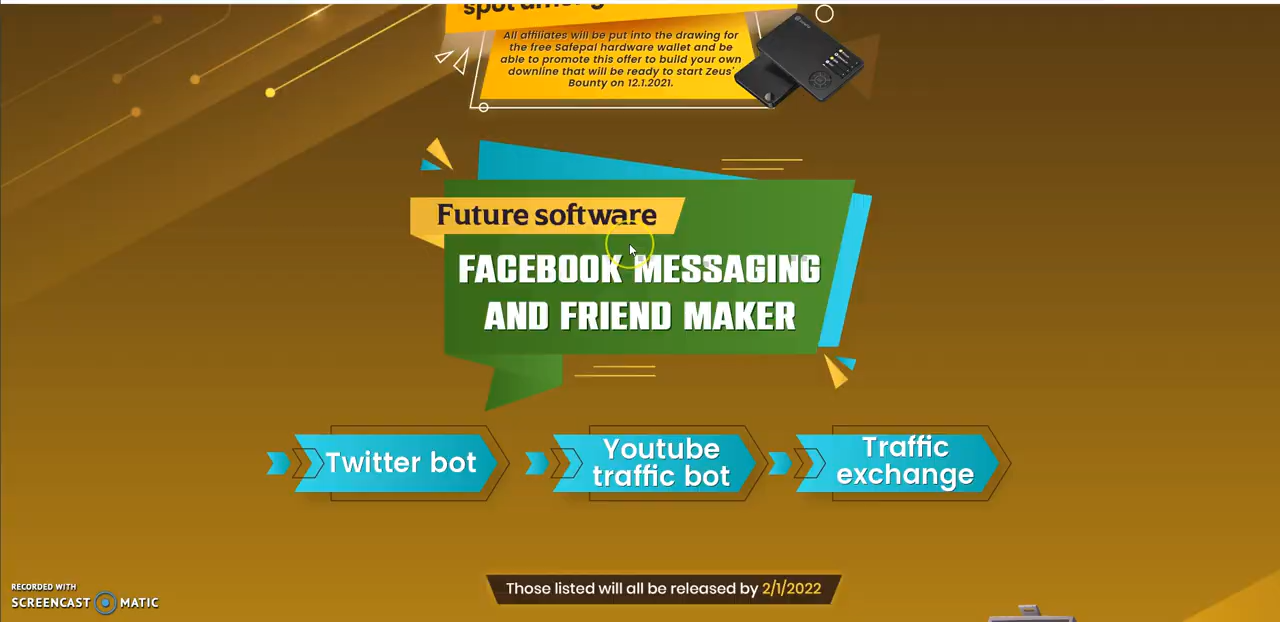 All affiliates will be put into the drawing for
the free Safepal hardware wallet and be
able to promote this offer to build your own
downline that will be ready to start Zeus'
Bounty on 12.1.2021.
Future software
FACEBOOK MESSAGING
AND FRIEND MAKER
Twitter bot
Youtube
traffic bot
Traffic
exchange
Those listed will all be released by 2/1/2022
RECORDED WITH
SCREENCAST MATIC